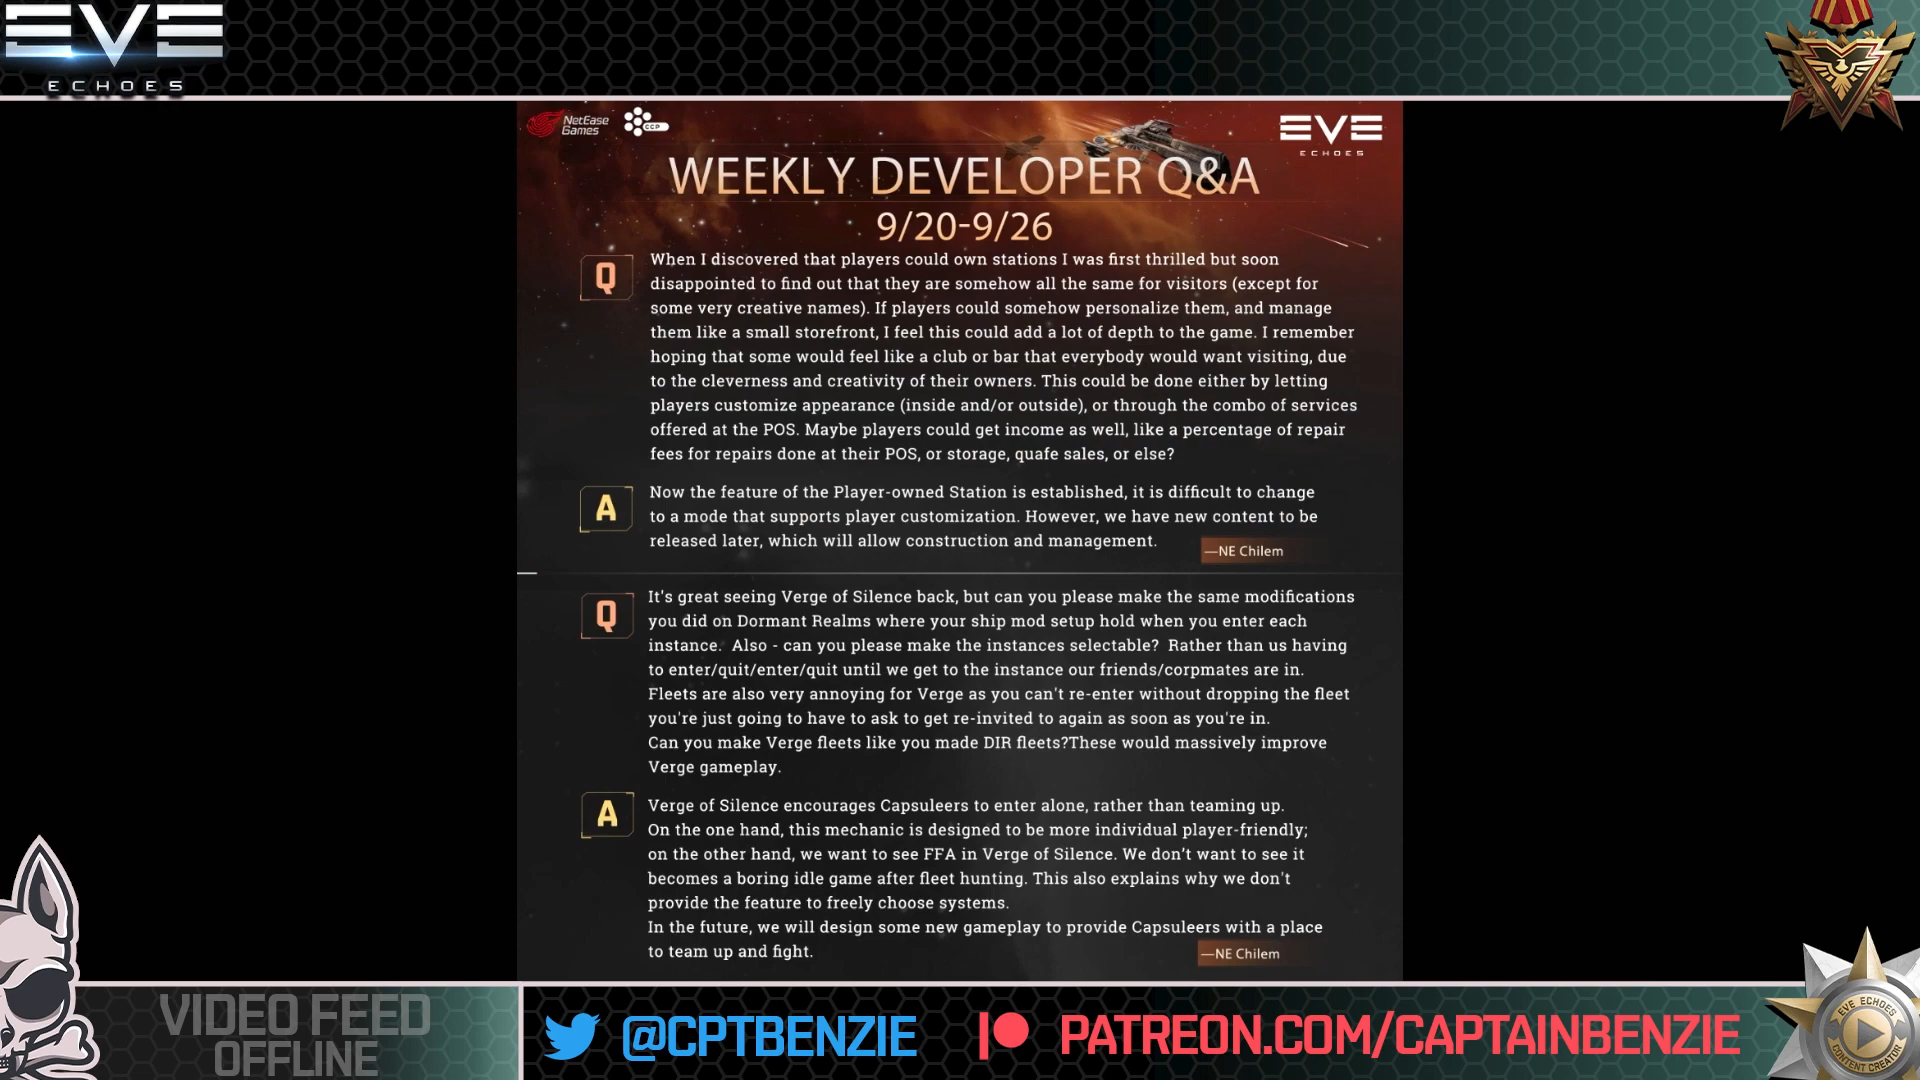 EVE
ECHOES
NetEase
Games
CCP
EVE
ECHOES
WEEKLY DEVELOPER Q&A
9/20-9/26
Q
When I discovered that players could own stations I was first thrilled but soon
disappointed to find out that they are somehow all the same for visitors (except for
some very creative names). If players could somehow personalize them, and manage
them like a small storefront, I feel this could add a lot of depth to the game. I remember
hoping that some would feel like a club or bar that everybody would want visiting, due
to the cleverness and creativity of their owners. This could be done either by letting
players customize appearance (inside and/or outside), or through the combo of services
offered at the POS. Maybe players could get income as well, like a percentage of repair
fees for repairs done at their POS, or storage, quafe sales, or else?
A
Now the feature of the Player-owned Station is established, it is difficult to change
to a mode that supports player customization. However, we have new content to be
released later, which will allow construction and management.
—NE Chilem
Q
It's great seeing Verge of Silence back, but can you please make the same modifications
you did on Dormant Realms where your ship mod setup hold when you enter each
instance.  Also - can you please make the instances selectable?  Rather than us having
to enter/quit/enter/quit until we get to the instance our friends/corpmates are in.
Fleets are also very annoying for Verge as you can't re-enter without dropping the fleet
you're just going to have to ask to get re-invited to again as soon as you're in.
Can you make Verge fleets like you made DIR fleets?These would massively improve
Verge gameplay.
A
Verge of Silence encourages Capsuleers to enter alone, rather than teaming up.
On the one hand, this mechanic is designed to be more individual player-friendly;
on the other hand, we want to see FFA in Verge of Silence. We don't want to see it
becomes a boring idle game after fleet hunting. This also explains why we don't
provide the feature to freely choose systems.
In the future, we will design some new gameplay to provide Capsuleers with a place
to team up and fight.
—NE Chilem
VIDEO FEED
OFFLINE
@CPTBENZIE
PATREON.COM/CAPTAINBENZIE
EVE ECHOES
CONTENT CREATOR